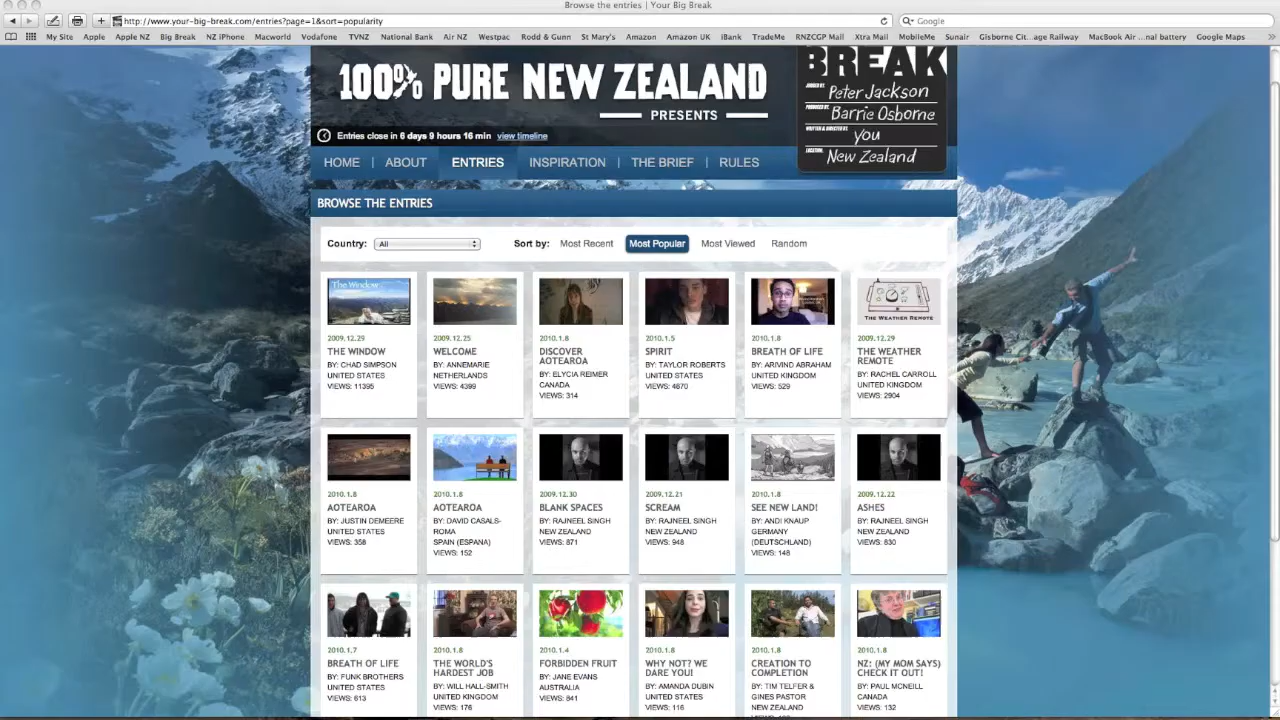 Browse the entries | Your Big Break
http://www.your-big-break.com/entries?page=1&sort=popularity
Google
My Site Apple Apple NZ Big Break NZ iPhone Macworld Vodafone TVNZ National Bank Air NZ Westpac Rodd & Gunn St Mary's Amazon Amazon UK iBank TradeMe RNZCGP Mail Xtra Mail MobileMe Sunair Gisborne Cit...age Railway MacBook Air ...nal battery Google Maps
100% PURE NEW ZEALAND
PRESENTS
BREAK
JUDGED BY: Peter Jackson
PRODUCED BY: Barrie Osborne
WRITTEN & DIRECTED BY: you
LOCATION: New Zealand
Entries close in 6 days 9 hours 16 min view timeline
HOME | ABOUT ENTRIES INSPIRATION | THE BRIEF | RULES
BROWSE THE ENTRIES
Country: All Sort by: Most Recent Most Popular Most Viewed Random
The Window
2009.12.29
THE WINDOW
BY: CHAD SIMPSON
UNITED STATES
VIEWS: 11395
2009.12.25
WELCOME
BY: ANNEMARIE
NETHERLANDS
VIEWS: 4399
2010.1.8
DISCOVER
AOTEAROA
BY: ELYCIA REIMER
CANADA
VIEWS: 314
2010.1.5
SPIRIT
BY: TAYLOR ROBERTS
UNITED STATES
VIEWS: 4870
2010.1.8
BREATH OF LIFE
BY: ARIVIND ABRAHAM
UNITED KINGDOM
VIEWS: 529
THE WEATHER REMOTE
2009.12.29
THE WEATHER
REMOTE
BY: RACHEL CARROLL
UNITED KINGDOM
VIEWS: 2904
2010.1.8
AOTEAROA
BY: JUSTIN DEMEERE
UNITED STATES
VIEWS: 358
2010.1.8
AOTEAROA
BY: DAVID CASALS-
ROMA
SPAIN (ESPANA)
VIEWS: 152
2009.12.30
BLANK SPACES
BY: RAJNEEL SINGH
NEW ZEALAND
VIEWS: 871
2009.12.21
SCREAM
BY: RAJNEEL SINGH
NEW ZEALAND
VIEWS: 948
2010.1.8
SEE NEW LAND!
BY: ANDI KNAUP
GERMANY
(DEUTSCHLAND)
VIEWS: 148
2009.12.22
ASHES
BY: RAJNEEL SINGH
NEW ZEALAND
VIEWS: 830
2010.1.7
BREATH OF LIFE
BY: FUNK BROTHERS
UNITED STATES
VIEWS: 613
2010.1.8
THE WORLD'S
HARDEST JOB
BY: WILL HALL-SMITH
UNITED KINGDOM
VIEWS: 176
2010.1.4
FORBIDDEN FRUIT
BY: JANE EVANS
AUSTRALIA
VIEWS: 841
2010.1.8
WHY NOT? WE
DARE YOU!
BY: AMANDA DUBIN
UNITED STATES
VIEWS: 116
2010.1.8
CREATION TO
COMPLETION
BY: TIM TELFER &
GINES PASTOR
NEW ZEALAND
2010.1.8
NZ: (MY MOM SAYS)
CHECK IT OUT!
BY: PAUL MCNEILL
CANADA
VIEWS: 132